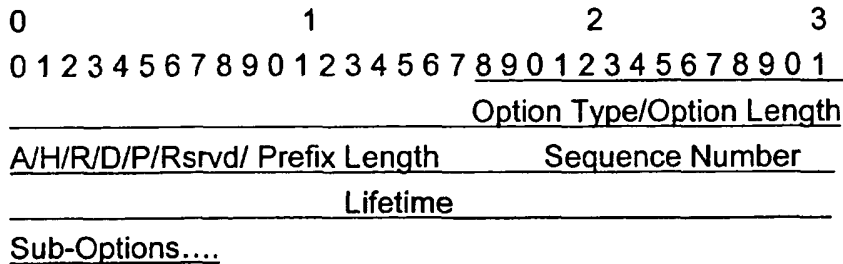 0 1 2 3
0 1 2 3 4 5 6 7 8 9 0 1 2 3 4 5 6 7 8 9 0 1 2 3 4 5 6 7 8 9 0 1
Option Type/Option Length
A/H/R/D/P/Rsrvd/ Prefix Length Sequence Number
Lifetime
Sub-Options....